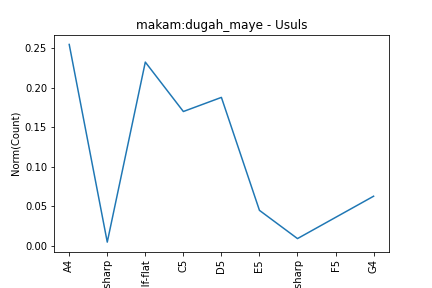 makam:dugah_maye - Usuls
Norm(Count)
0.25
0.20
0.15
0.10
0.05
0.00
A4
sharp
lf-flat
C5
D5
E5
sharp
F5
G4